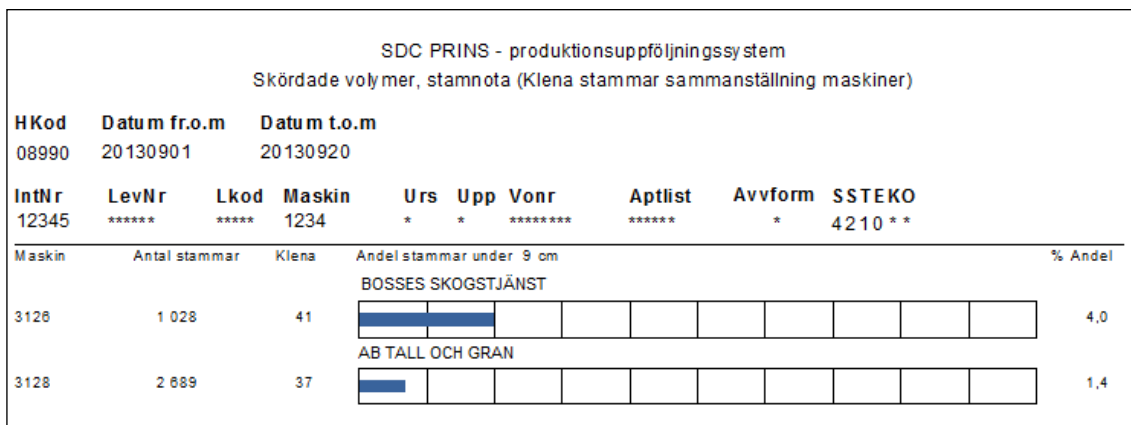 SDC PRINS - produktionsuppföljningssystem
Skördade volymer, stamnota (Klena stammar sammanställning maskiner)
HKod Datum fr.o.m Datum t.o.m
08990 20130901 20130920
IntNr LevNr Lkod Maskin Urs Upp Vonr Aptlist Avvform SSTEKO
12345 ****** ***** 1234 * * ******** ****** * 4210**
Maskin Antal stammar Klena Andel stammar under 9 cm % Andel
BOSSES SKOGSTJÄNST
3126 1 028 41 4,0
AB TALL OCH GRAN
3128 2 689 37 1,4